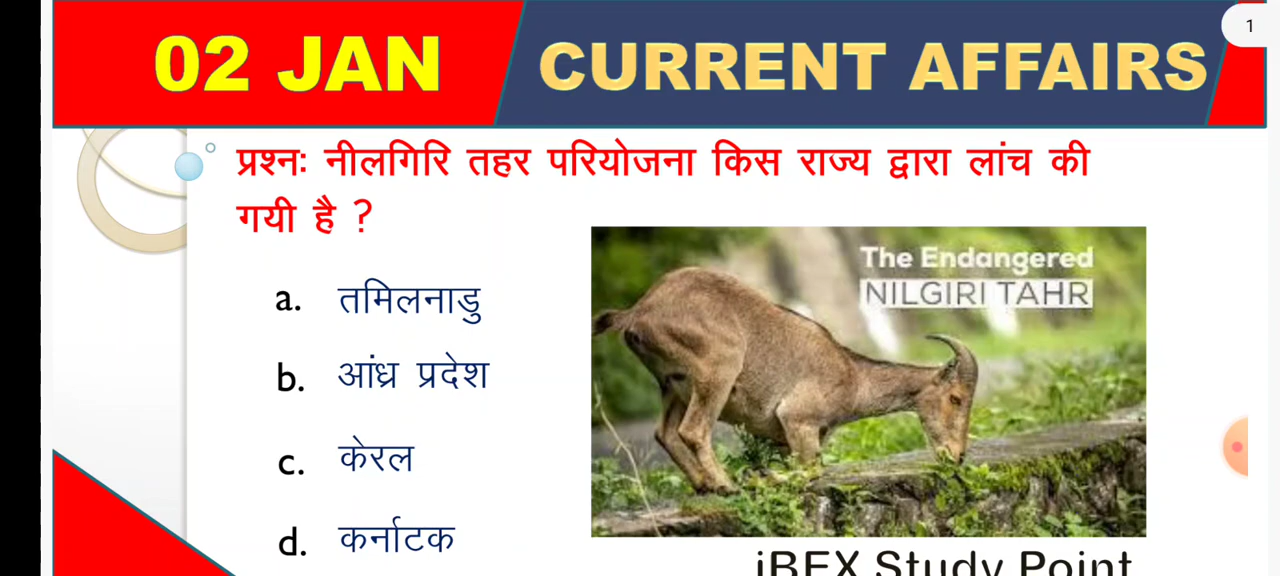 1
02 JAN CURRENT AFFAIRS
प्रश्नः नीलगिरि तहर परियोजना किस राज्य द्वारा लांच की
गयी है ?
The Endangered
NILGIRI TAHR
a. तमिलनाडु
b. आंध्र प्रदेश
c. केरल
d. कर्नाटक
iBEX Study Point